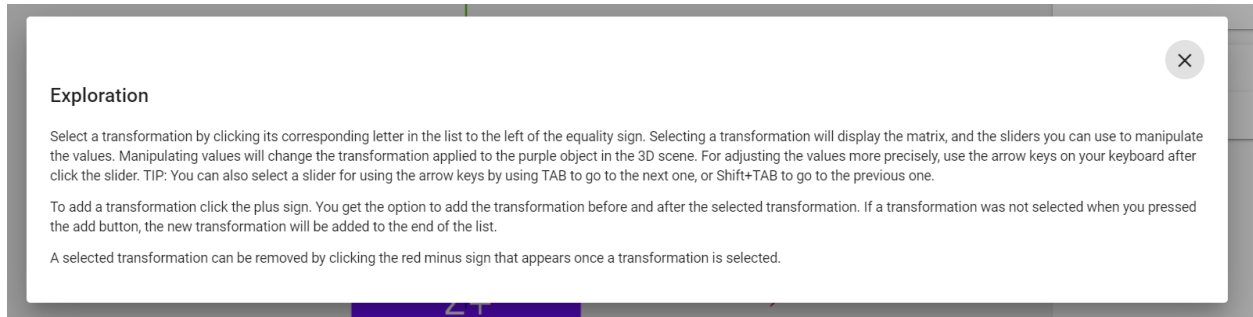 Exploration
Select a transformation by clicking its corresponding letter in the list to the left of the equality sign. Selecting a transformation will display the matrix, and the sliders you can use to manipulate
the values. Manipulating values will change the transformation applied to the purple object in the 3D scene. For adjusting the values more precisely, use the arrow keys on your keyboard after
click the slider. TIP: You can also select a slider for using the arrow keys by using TAB to go to the next one, or Shift+TAB to go to the previous one.
To add a transformation click the plus sign. You get the option to add the transformation before and after the selected transformation. If a transformation was not selected when you pressed
the add button, the new transformation will be added to the end of the list.
A selected transformation can be removed by clicking the red minus sign that appears once a transformation is selected.